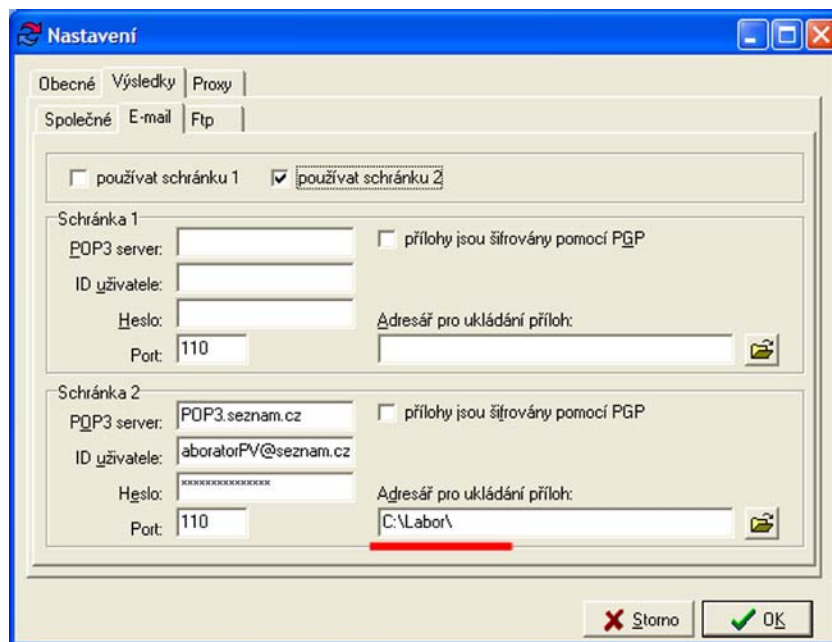 Nastavení
Obecné Výsledky Proxy
Společné E-mail Ftp
používat schránku 1 používat schránku 2
Schránka 1
POP3 server: přílohy jsou šifrovány pomocí PGP
ID uživatele:
Heslo: Adresář pro ukládání příloh:
Port: 110
Schránka 2
POP3 server: POP3.seznam.cz přílohy jsou šifrovány pomocí PGP
ID uživatele: aboratorPV@seznam.cz
Heslo: ×××××××××××××××× Adresář pro ukládání příloh:
Port: 110 C:\Labor\
Storno OK